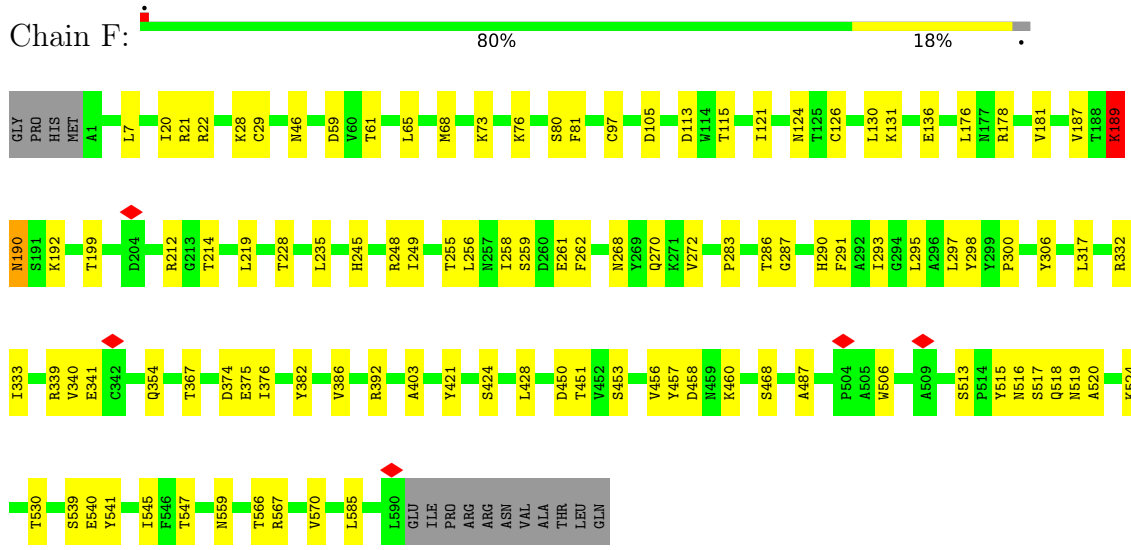 Chain F:
80% 18%
GLY PRO HIS MET A1 L7 I20 R21 R22 K28 C29 N46 D59 V60 T61 L65 M68 K73 K76 S80 F81 C97 D105 D113 W114 T115 I121 N124 T125 C126 L130 K131 E136 L176 N177 R178 V181 V187 T188 K189
N190 S191 K192 T199 D204 R212 G213 T214 L219 T228 L235 H245 R248 I249 T255 L256 N257 I258 S259 D260 E261 F262 N268 Y269 Q270 K271 V272 P283 T286 G287 H290 F291 A292 I293 G294 L295 A296 L297 Y298 Y299 P300 Y306 L317 R332
I333 R339 V340 E341 C342 Q354 T367 D374 E375 I376 Y382 V386 R392 A403 Y421 S424 L428 D450 T451 V452 S453 V456 Y457 D458 N459 K460 S468 A487 P504 A505 W506 A509 S513 P514 Y515 N516 S517 Q518 N519 A520 K524
T530 S539 E540 Y541 I545 F546 T547 N559 T566 R567 V570 L585 L590 GLU ILE PRO ARG ARG ASN VAL ALA THR LEU GLN